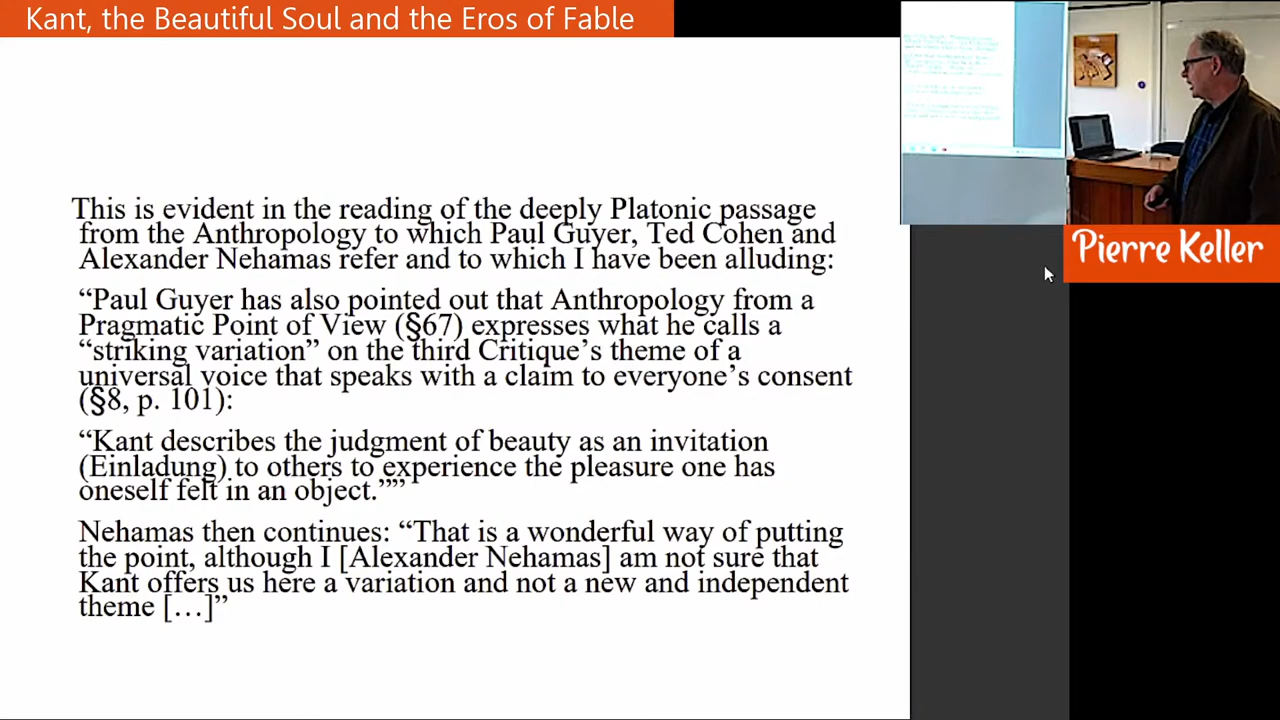 Kant, the Beautiful Soul and the Eros of Fable
This is evident in the reading of the deeply Platonic passage
from the Anthropology to which Paul Guyer, Ted Cohen and
Alexander Nehamas refer and to which I have been alluding:
“Paul Guyer has also pointed out that Anthropology from a
Pragmatic Point of View (§67) expresses what he calls a
“striking variation” on the third Critique’s theme of a
universal voice that speaks with a claim to everyone’s consent
(§8, p. 101):
“Kant describes the judgment of beauty as an invitation
(Einladung) to others to experience the pleasure one has
oneself felt in an object.””
Nehamas then continues: “That is a wonderful way of putting
the point, although I [Alexander Nehamas] am not sure that
Kant offers us here a variation and not a new and independent
theme […]”
Pierre Keller